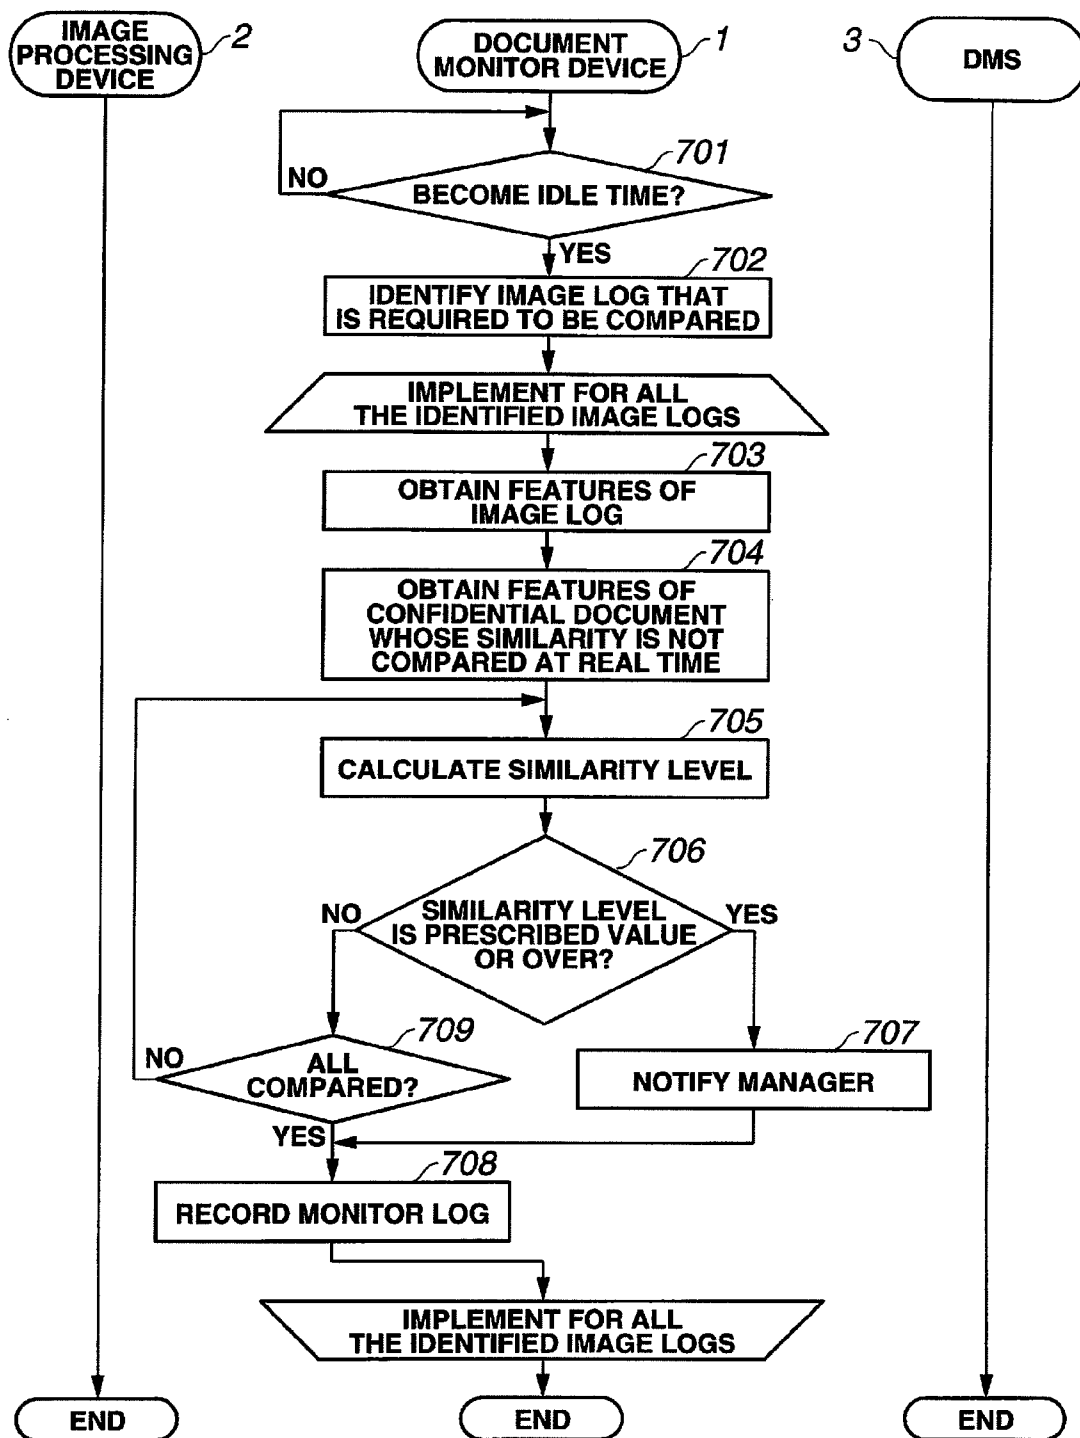 IMAGE
PROCESSING
DEVICE
2
DOCUMENT
MONITOR DEVICE
1
3
DMS
701
NO
BECOME IDLE TIME?
YES
702
IDENTIFY IMAGE LOG THAT
IS REQUIRED TO BE COMPARED
IMPLEMENT FOR ALL
THE IDENTIFIED IMAGE LOGS
703
OBTAIN FEATURES OF
IMAGE LOG
704
OBTAIN FEATURES OF
CONFIDENTIAL DOCUMENT
WHOSE SIMILARITY IS NOT
COMPARED AT REAL TIME
705
CALCULATE SIMILARITY LEVEL
706
NO
SIMILARITY LEVEL
IS PRESCRIBED VALUE
OR OVER?
YES
709
NO
ALL
COMPARED?
YES
707
NOTIFY MANAGER
708
RECORD MONITOR LOG
IMPLEMENT FOR ALL
THE IDENTIFIED IMAGE LOGS
END
END
END